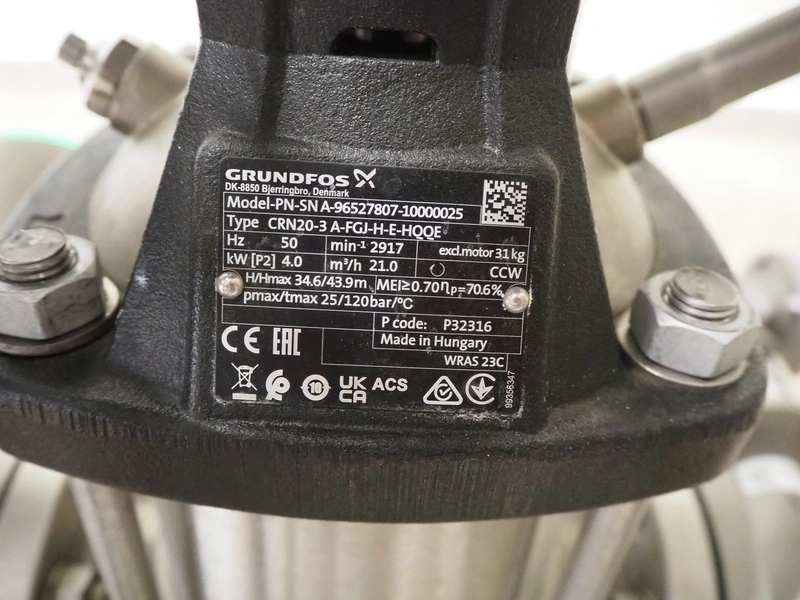 GRUNDFOS
DK-8850 Bjerringbro, Denmark
Model-PN-SN A-96527807-10000025
Type CRN20-3 A-FGJ-H-E-HQQE
Hz 50 min-¹ 2917 excl.motor 31 kg
kW [P2] 4.0 m³/h 21.0 CCW
H/Hmax 34.6/43.9 m MEI≥0.70 ηp=70.6%
pmax/tmax 25/120bar/°C
P code: P32316
Made in Hungary
WRAS 23C
CE EAC
10 UK CA ACS
99356347